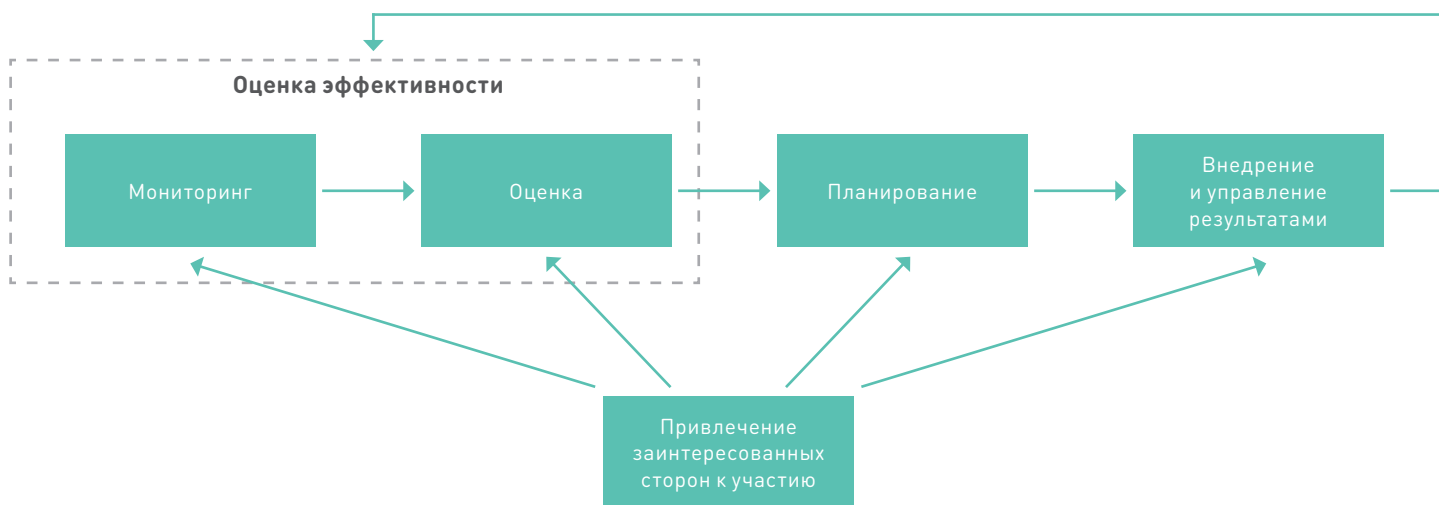 Оценка эффективности
Мониторинг
Оценка
Планирование
Внедрение
и управление
результатами
Привлечение
заинтересованных
сторон к участию